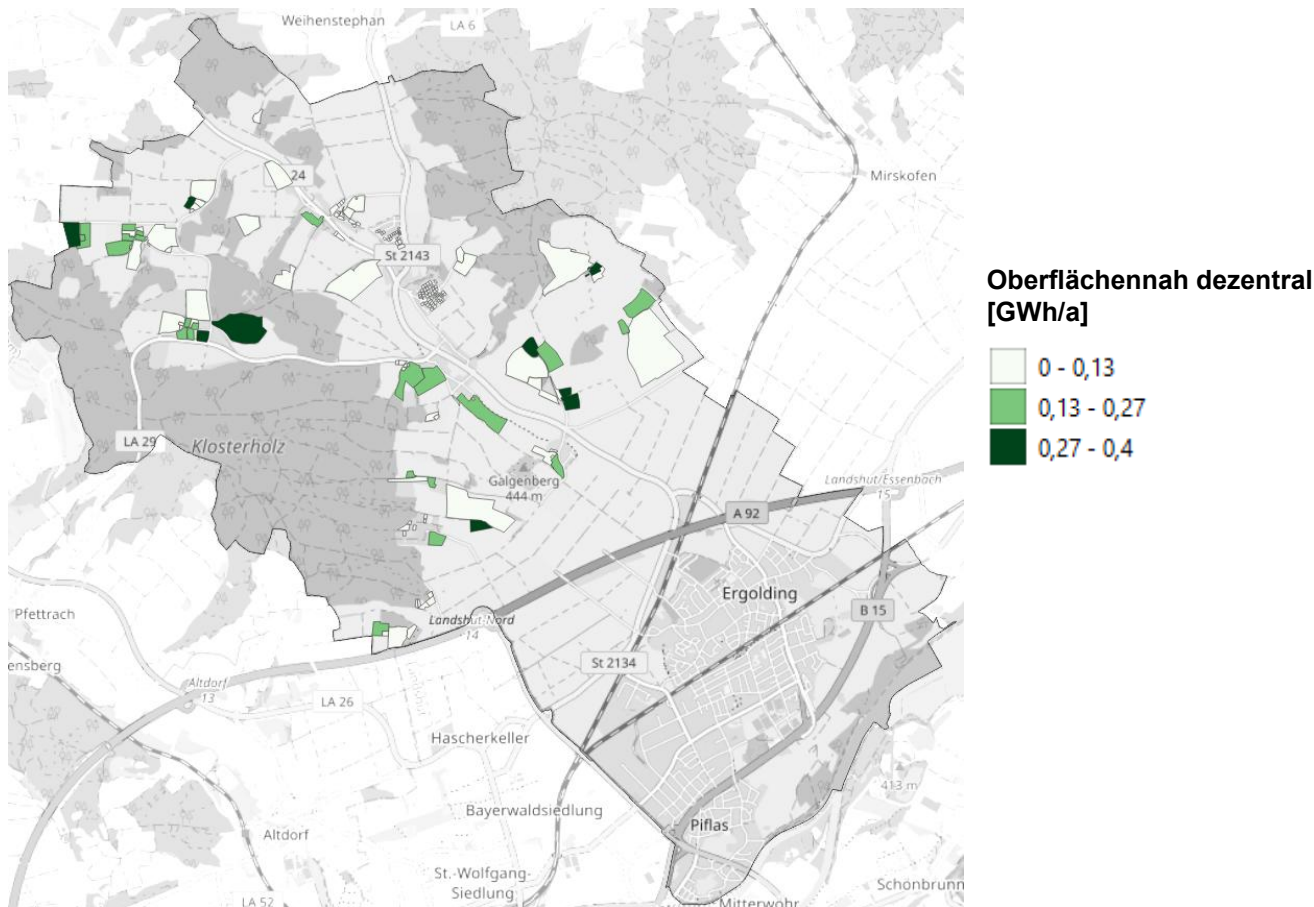 Weihenstephan
LA 6
Mirskofen
24
St 2143
Oberflächennah dezentral
[GWh/a]
0 - 0,13
0,13 - 0,27
0,27 - 0,4
LA 29
Klosterholz
Galgenberg
444 m
Landshut/Essenbach
15
A 92
Ergolding
B 15
Pfettrach
Landshut-Nord
14
ensberg
St 2134
Altdorf
13
LA 26
Hascherkeller
413 m
Bayerwaldsiedlung
Altdorf
Piflas
St.-Wolfgang-
Siedlung
Schönbrunn
LA 52
Mitterwohr